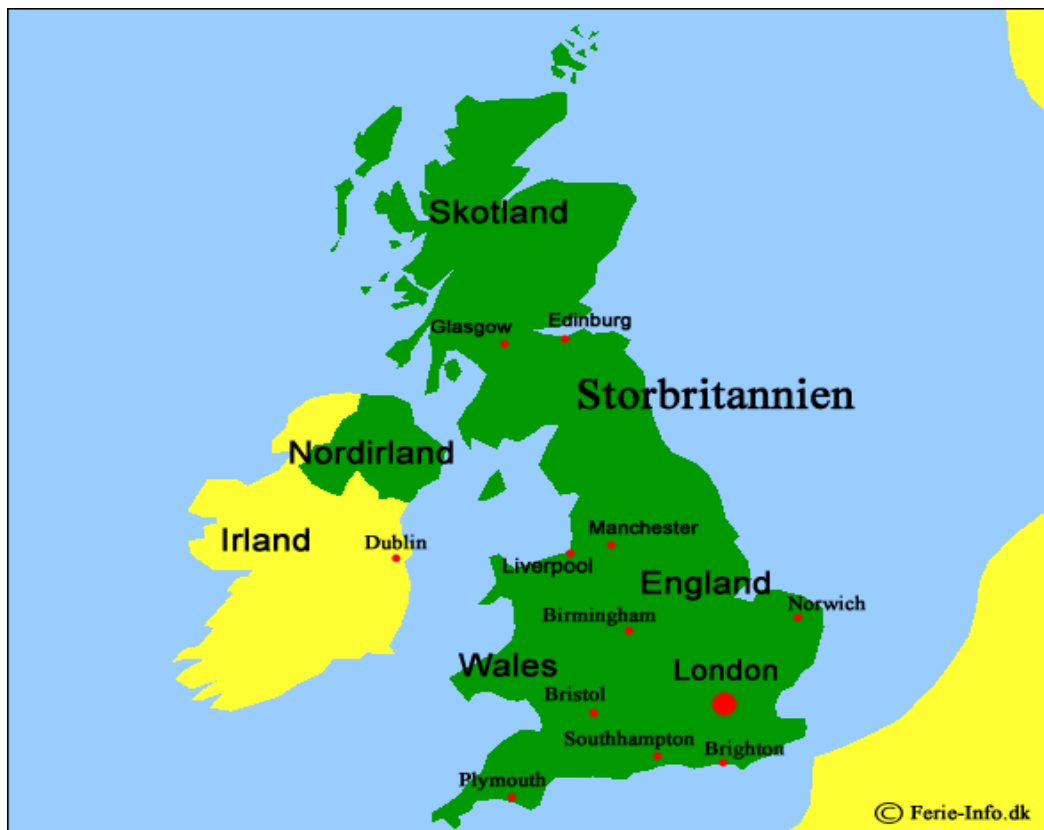 Skotland
Edinburg
Glasgow
Storbritannien
Nordirland
Manchester
Irland
Dublin
Liverpool
England
Norwich
Birmingham
Wales
London
Bristol
Southhampton
Brighton
Plymouth
© Ferie-Info.dk